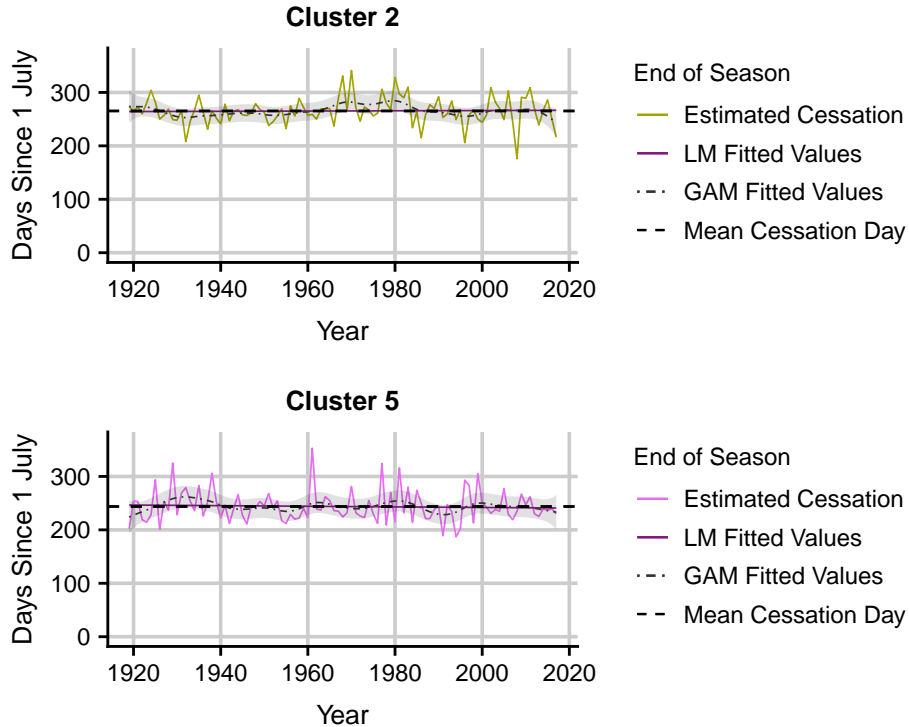 Cluster 2
Days Since 1 July
300
200
100
0
1920 1940 1960 1980 2000 2020
Year
End of Season
Estimated Cessation
LM Fitted Values
GAM Fitted Values
Mean Cessation Day
Cluster 5
Days Since 1 July
300
200
100
0
1920 1940 1960 1980 2000 2020
Year
End of Season
Estimated Cessation
LM Fitted Values
GAM Fitted Values
Mean Cessation Day